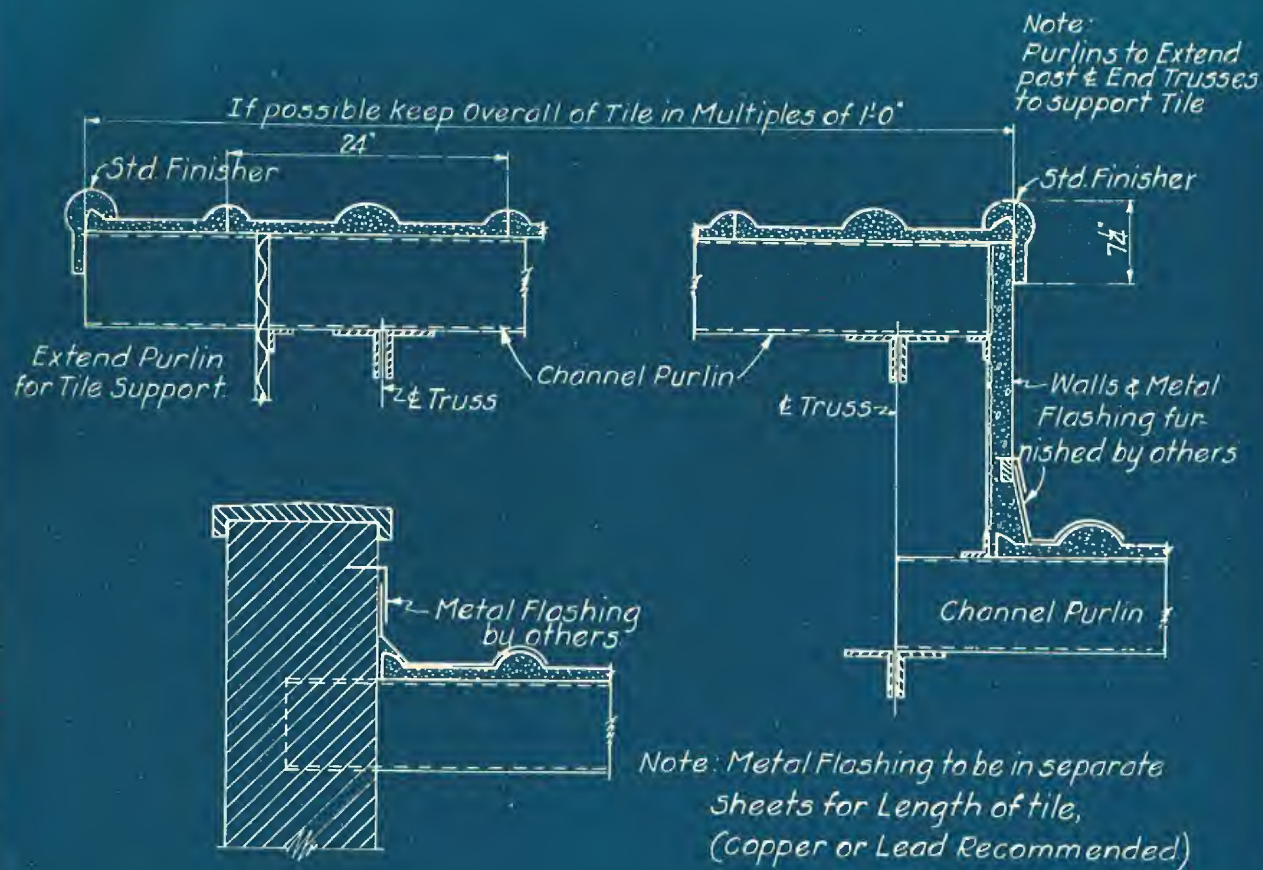 Note:
Purlins to Extend
past ℄ End Trusses
to support Tile
If possible keep Overall of Tile in Multiples of 1'0"
24"
Std. Finisher
Std. Finisher
7¼"
Extend Purlin
for Tile Support.
Channel Purlin
℄ Truss
℄ Truss
Walls & Metal
Flashing fur-
nished by others
Metal Flashing
by others
Channel Purlin
Note: Metal Flashing to be in separate
sheets for Length of tile,
(Copper or Lead Recommended)